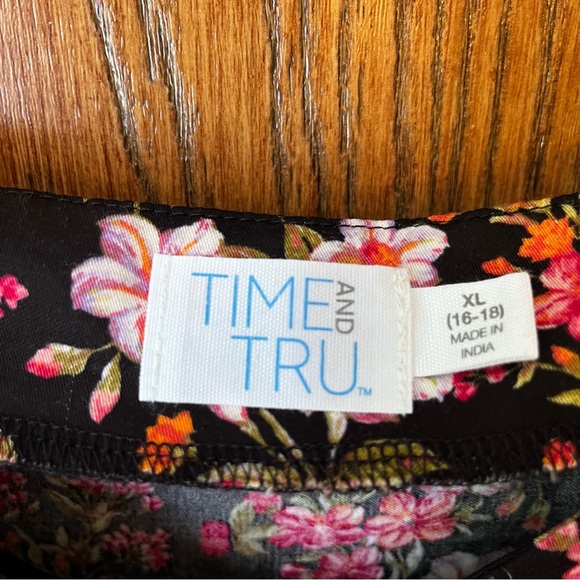 TIME AND
TRU™
XL
(16-18)
MADE IN
INDIA